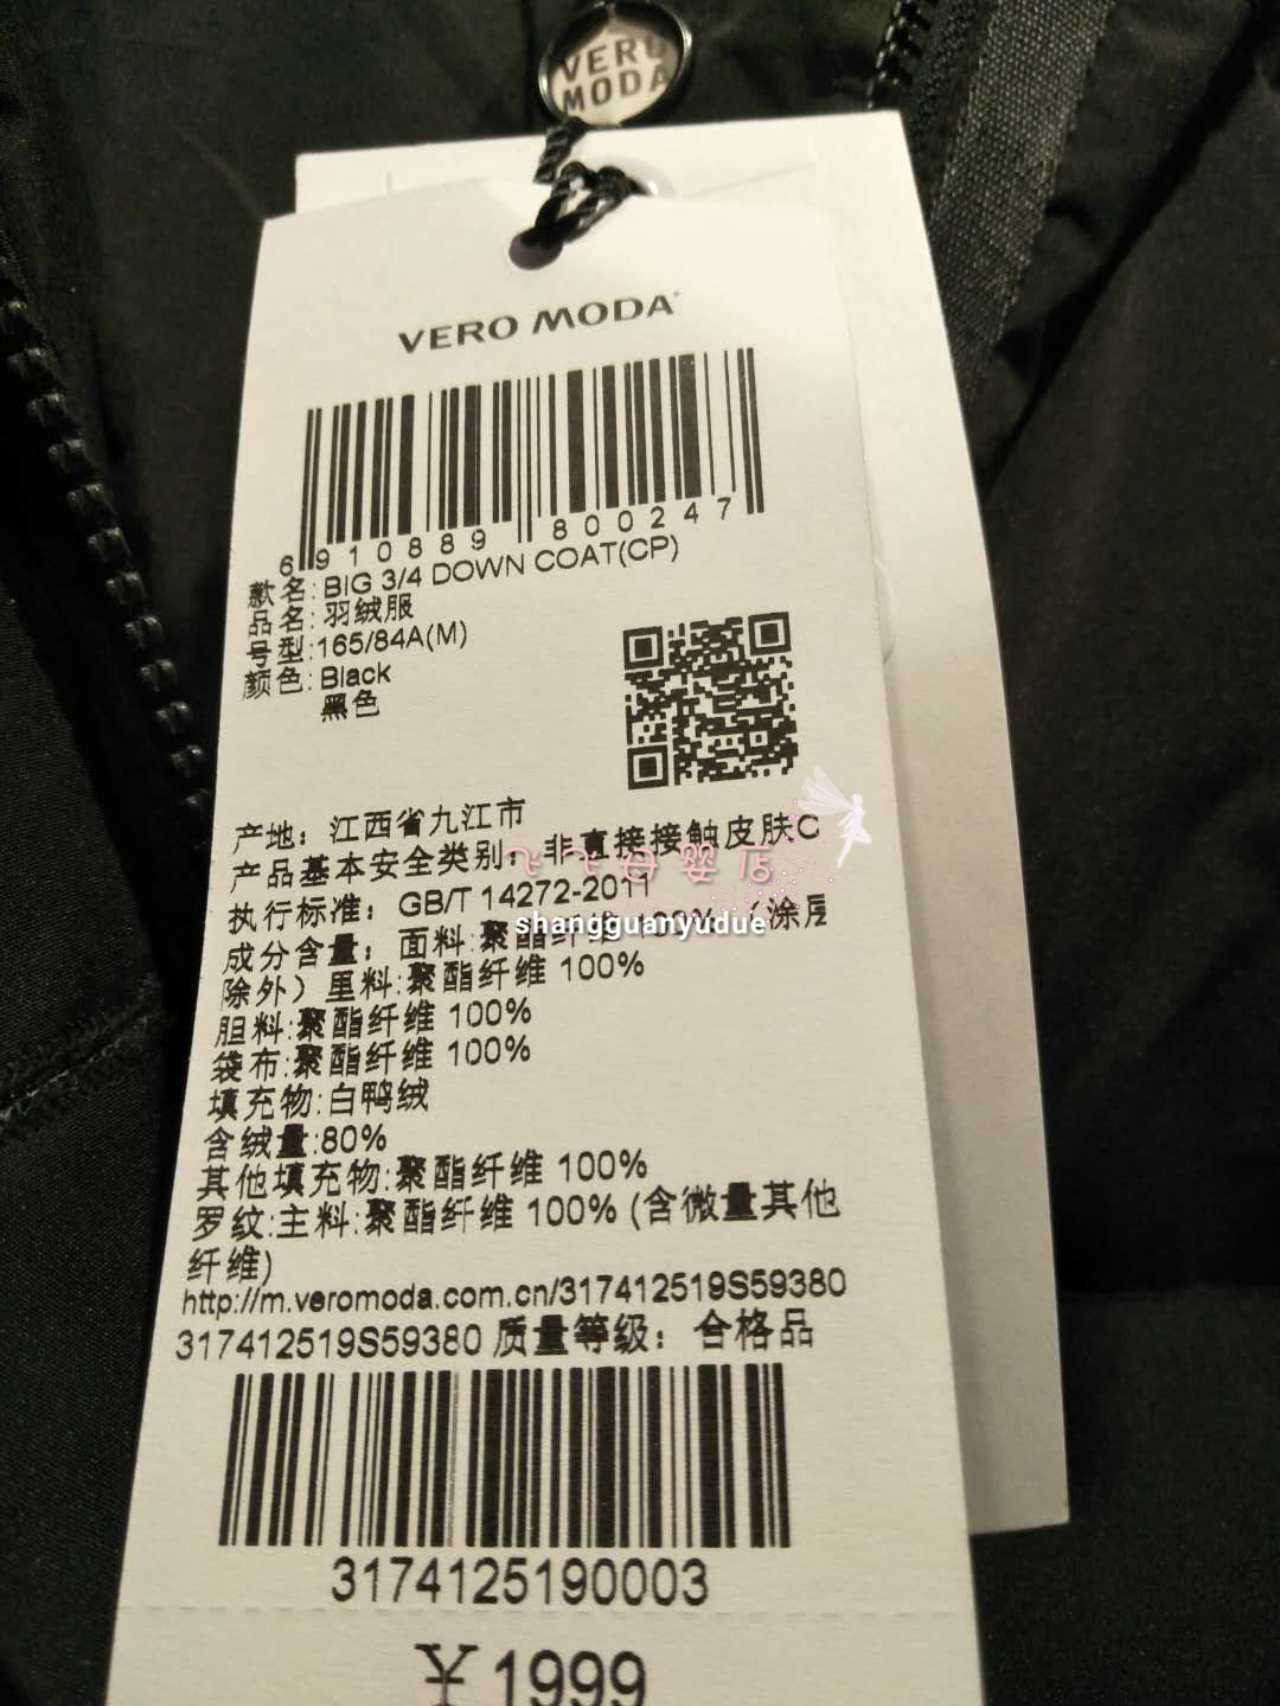 VERO
MODA
VERO MODA
6 910889 800247
款名:BIG 3/4 DOWN COAT(CP)
品名:羽绒服
号型:165/84A(M)
颜色:Black
黑色
产地：江西省九江市
产品基本安全类别：非直接接触皮肤C
飞飞母婴店
执行标准：GB/T 14272-2011
shangguanyudue
成分含量：面料:聚酯纤维 100% （涂层
除外）里料:聚酯纤维 100%
胆料:聚酯纤维 100%
袋布:聚酯纤维 100%
填充物:白鸭绒
含绒量:80%
其他填充物:聚酯纤维 100%
罗纹:主料:聚酯纤维 100% (含微量其他
纤维)
http://m.veromoda.com.cn/317412519S59380
317412519S59380 质量等级：合格品
3174125190003
¥1999